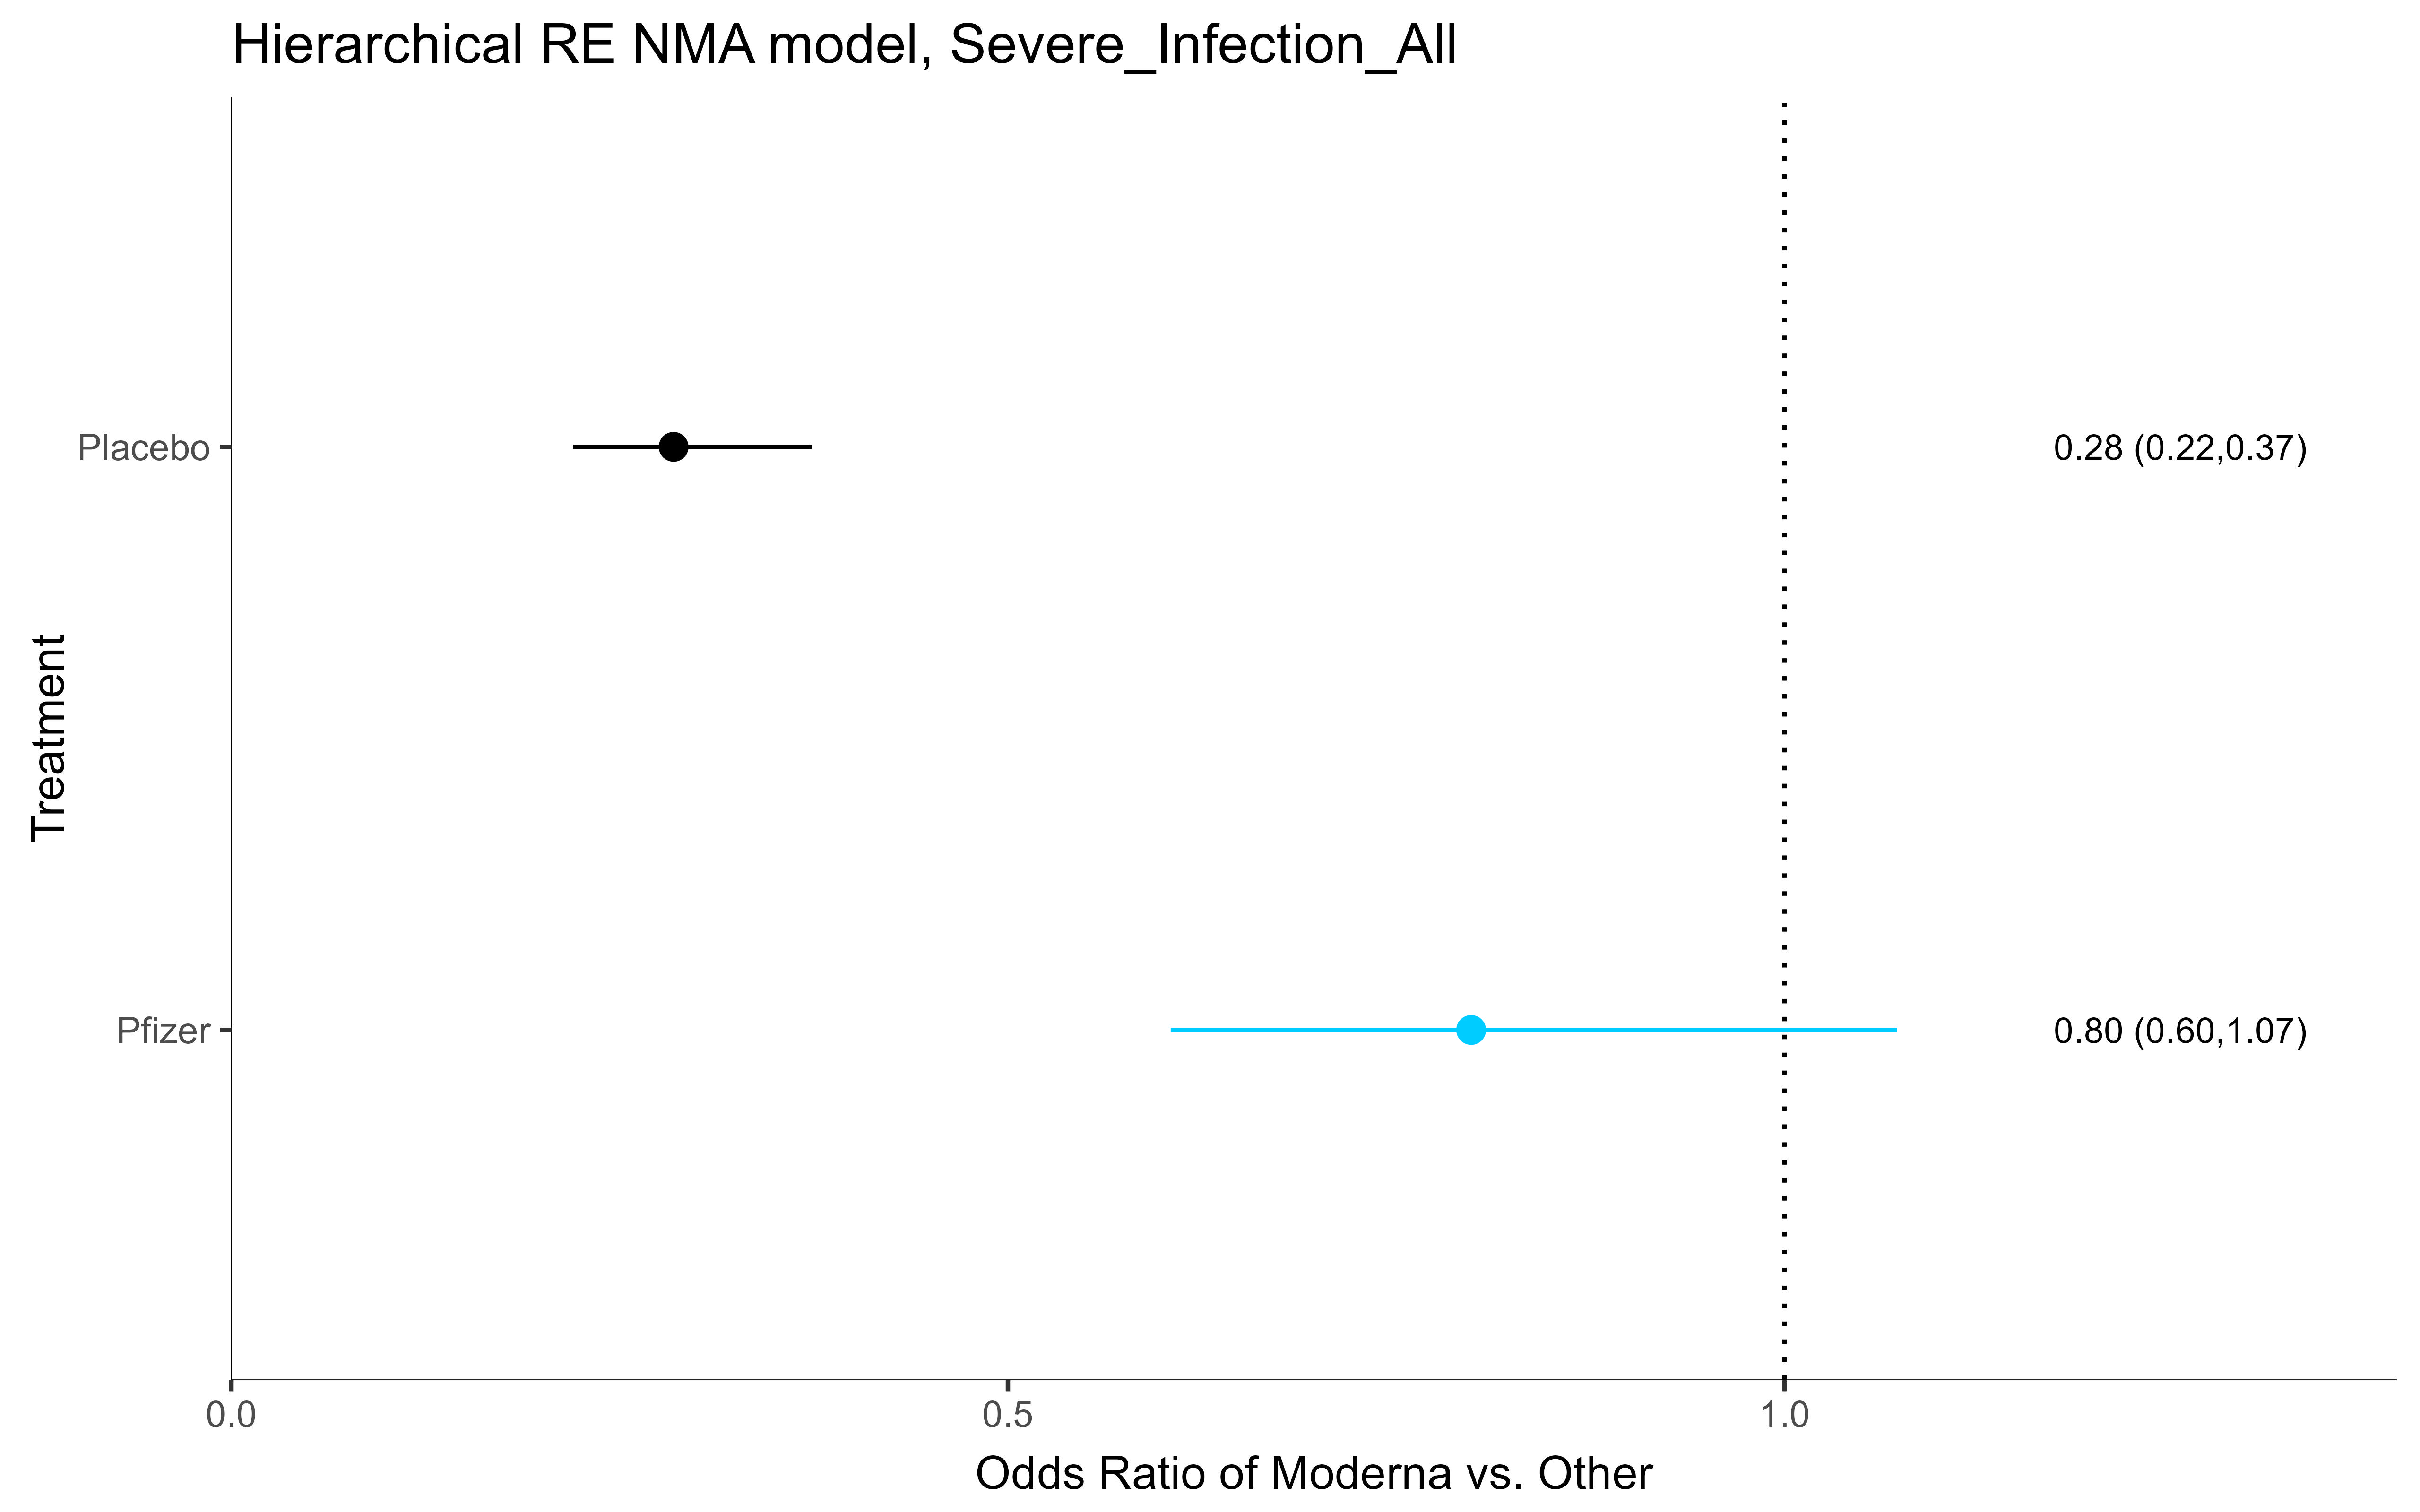 Hierarchical RE NMA model, Severe_Infection_All
Treatment
Placebo
0.28 (0.22,0.37)
Pfizer
0.80 (0.60,1.07)
0.0
0.5
1.0
Odds Ratio of Moderna vs. Other